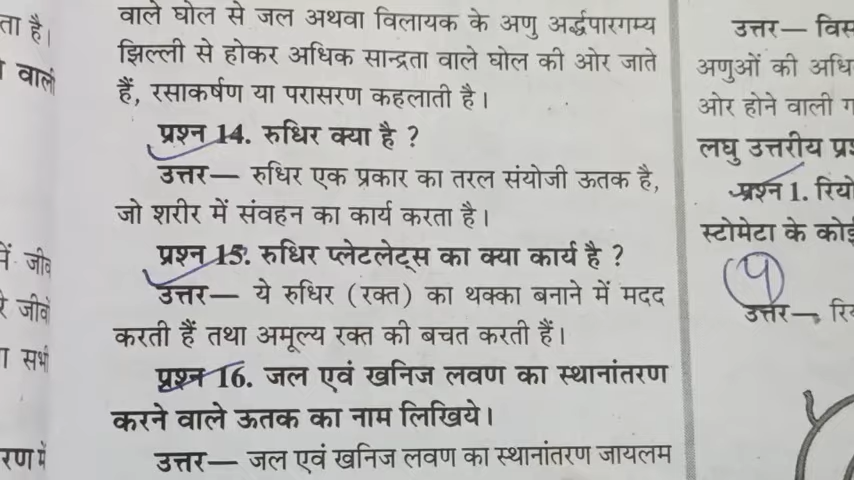 ता है।
वाली
में जीव
रे जीवों
सभी
रण में
वाले घोल से जल अथवा विलायक के अणु अर्द्धपारगम्य
झिल्ली से होकर अधिक सान्द्रता वाले घोल की ओर जाते
हैं, रसाकर्षण या परासरण कहलाती है।
प्रश्न 14. रुधिर क्या है ?
उत्तर— रुधिर एक प्रकार का तरल संयोजी ऊतक है,
जो शरीर में संवहन का कार्य करता है।
प्रश्न 15. रुधिर प्लेटलेट्स का क्या कार्य है ?
उत्तर— ये रुधिर (रक्त) का थक्का बनाने में मदद
करती हैं तथा अमूल्य रक्त की बचत करती हैं।
प्रश्न 16. जल एवं खनिज लवण का स्थानांतरण
करने वाले ऊतक का नाम लिखिये।
उत्तर— जल एवं खनिज लवण का स्थानांतरण जायलम
उत्तर— विस
अणुओं की अधि
ओर होने वाली ग
लघु उत्तरीय प्रश
प्रश्न 1. रियो
स्टोमेटा के कोई
उत्तर— रि